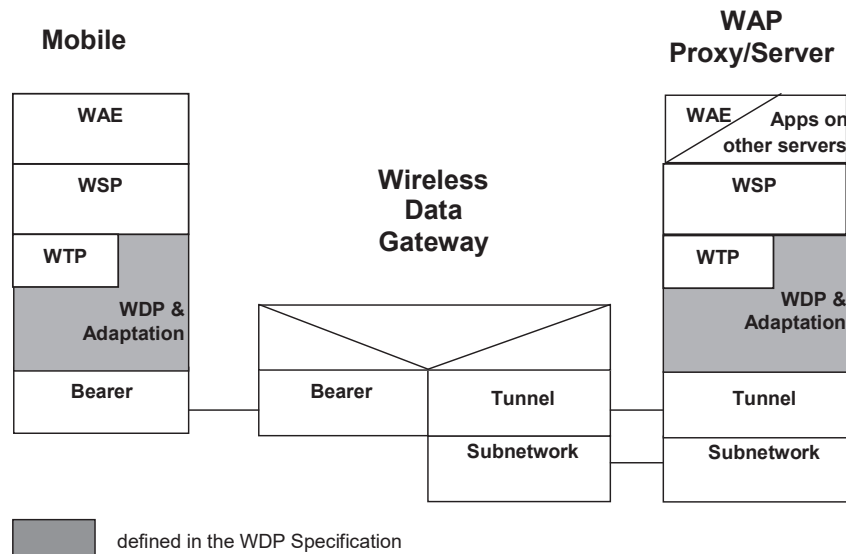 Mobile
WAE
WSP
WTP
WDP &
Adaptation
Bearer
Wireless
Data
Gateway
Bearer
Tunnel
Subnetwork
WAP
Proxy/Server
WAE
Apps on
other servers
WSP
WTP
WDP &
Adaptation
Tunnel
Subnetwork
defined in the WDP Specification